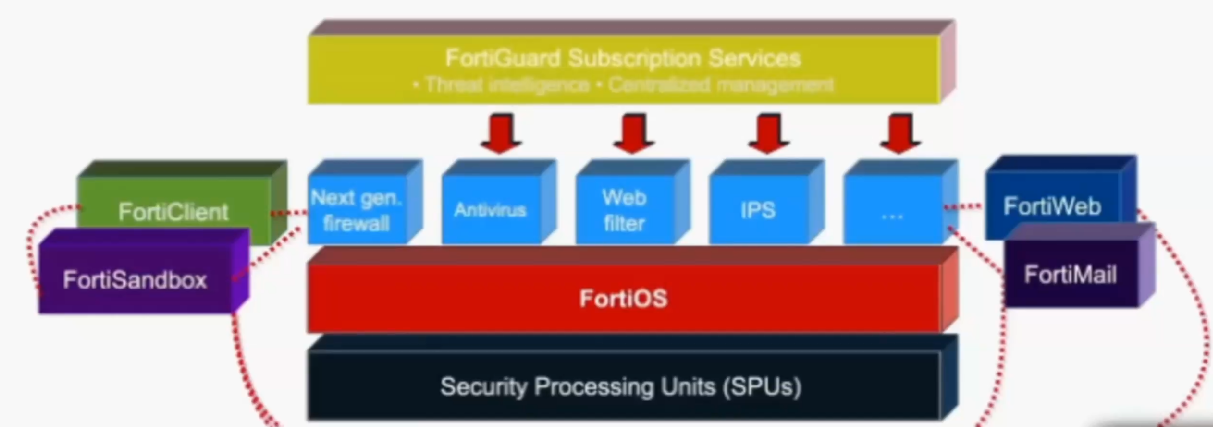 FortiGuard Subscription Services
• Threat intelligence • Centralized management
FortiClient
Next gen.
firewall
Antivirus
Web
filter
IPS
...
FortiWeb
FortiSandbox
FortiOS
FortiMail
Security Processing Units (SPUs)